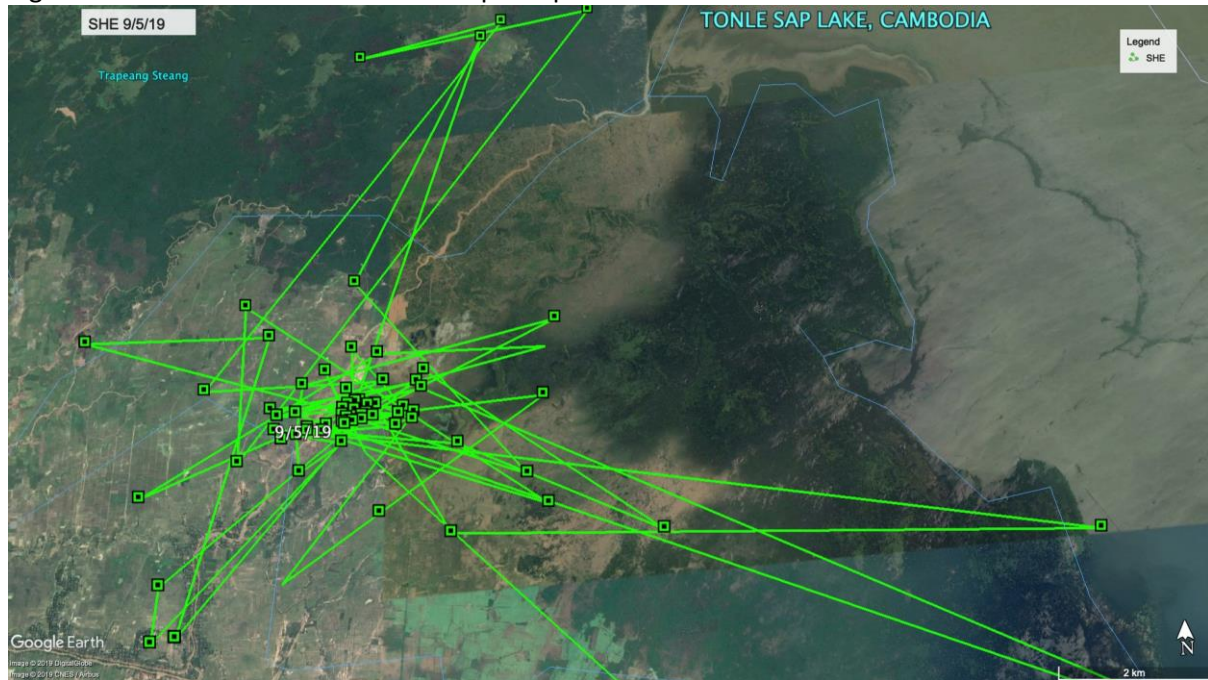 SHE 9/5/19
TONLE SAP LAKE, CAMBODIA
Legend
SHE
Trapeang Steang
9/5/19
Google Earth
Image © 2019 DigitalGlobe
Image © 2019 CNES / Airbus
N
2 km